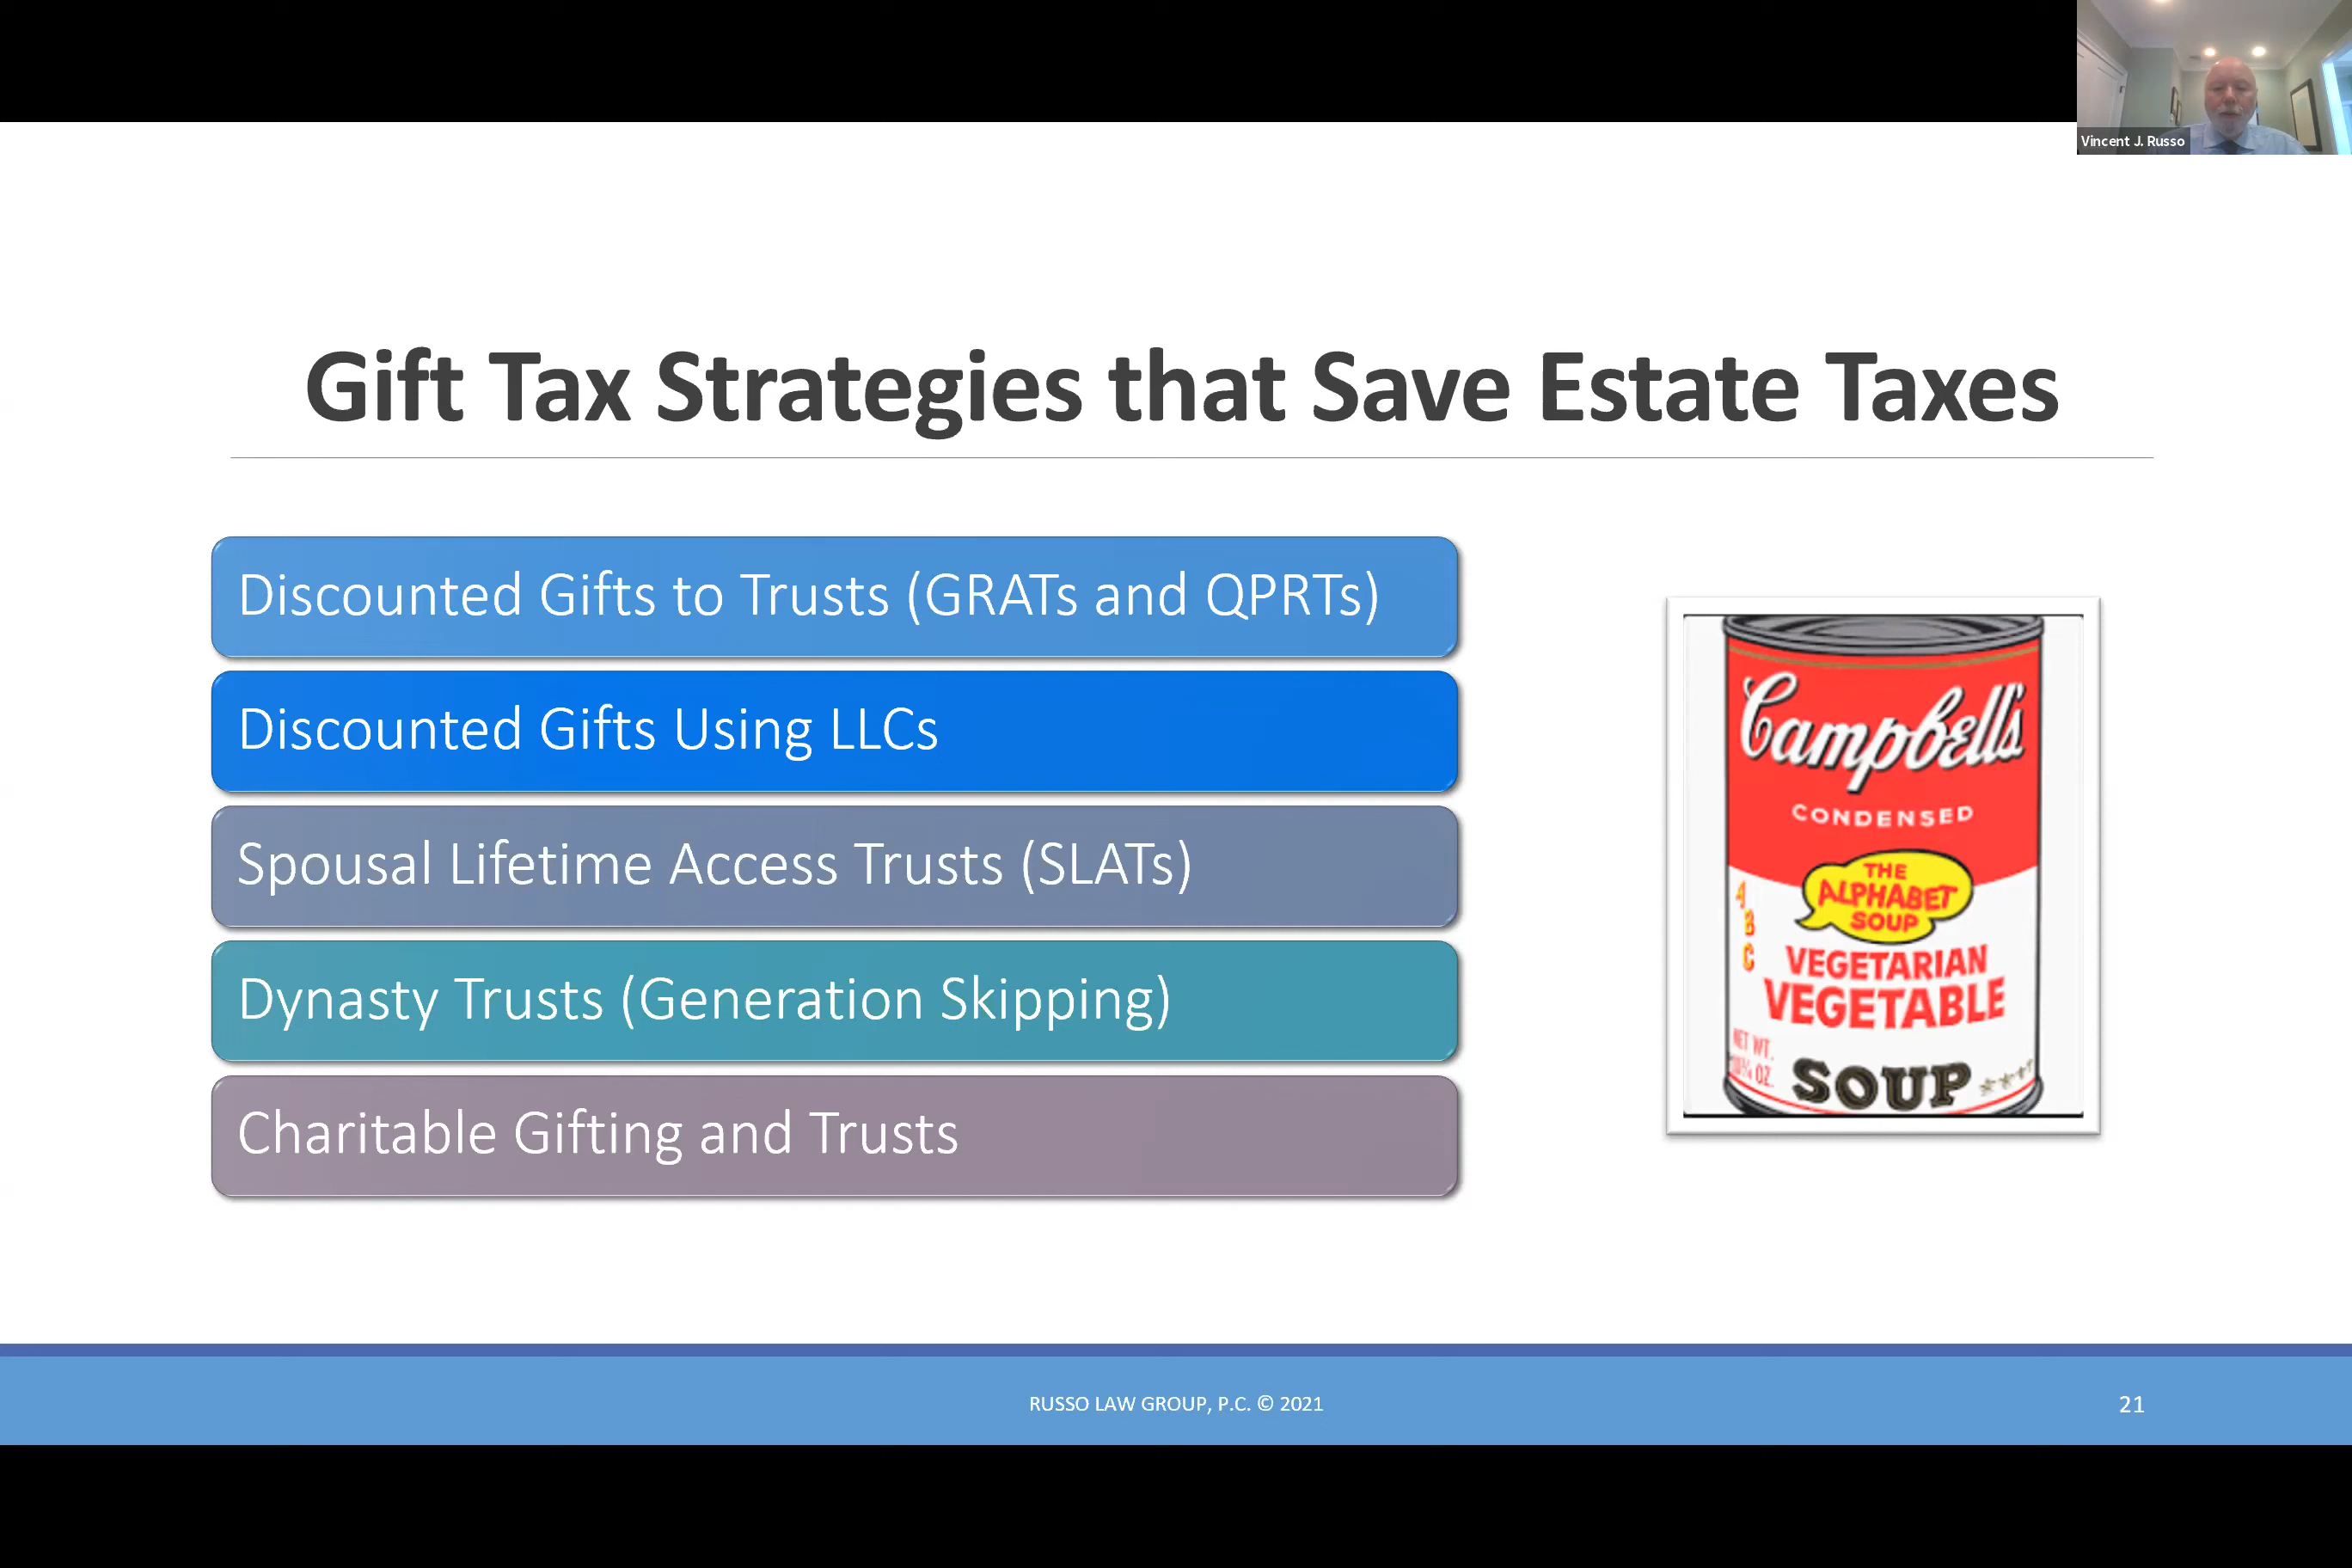 Vincent J. Russo
Gift Tax Strategies that Save Estate Taxes
Discounted Gifts to Trusts (GRATs and QPRTs)
Discounted Gifts Using LLCs
Spousal Lifetime Access Trusts (SLATs)
Dynasty Trusts (Generation Skipping)
Charitable Gifting and Trusts
Campbell's
CONDENSED
THE
ALPHABET
SOUP
A
B
C
VEGETARIAN
VEGETABLE
NET WT.
10¾ OZ.
SOUP
RUSSO LAW GROUP, P.C. © 2021
21